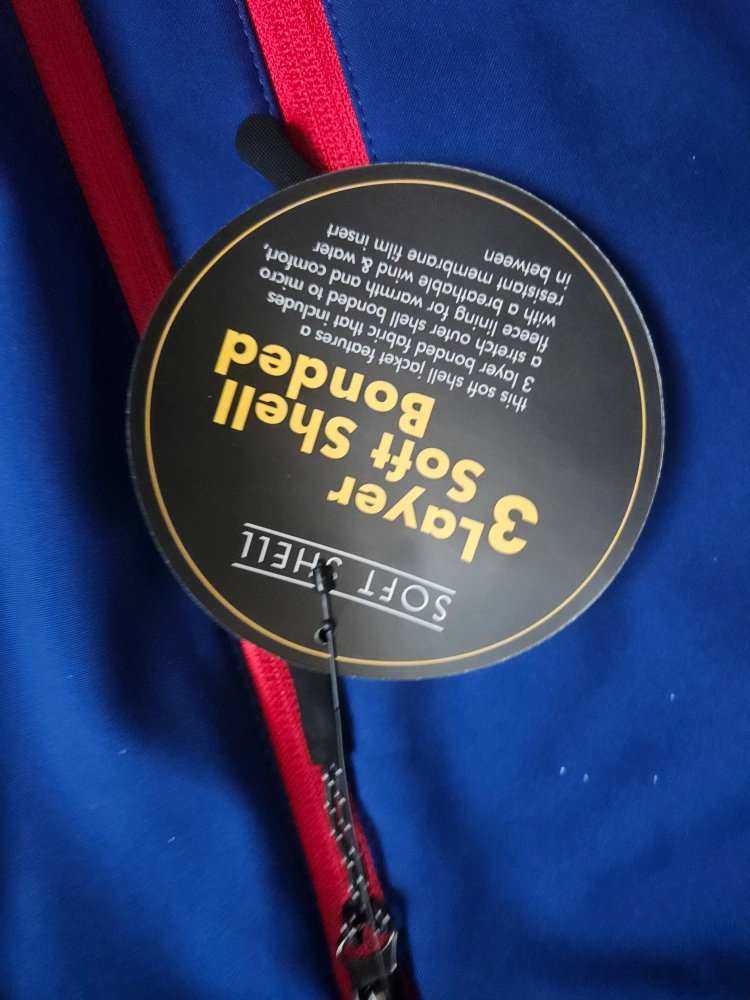 SOFT SHELL
3 Layer
Soft Shell
Bonded
this soft shell jacket features a
3 layer bonded fabric that includes
a stretch outer shell bonded to micro
fleece lining for warmth and comfort,
with a breathable wind & water
resistant membrane film insert
in between